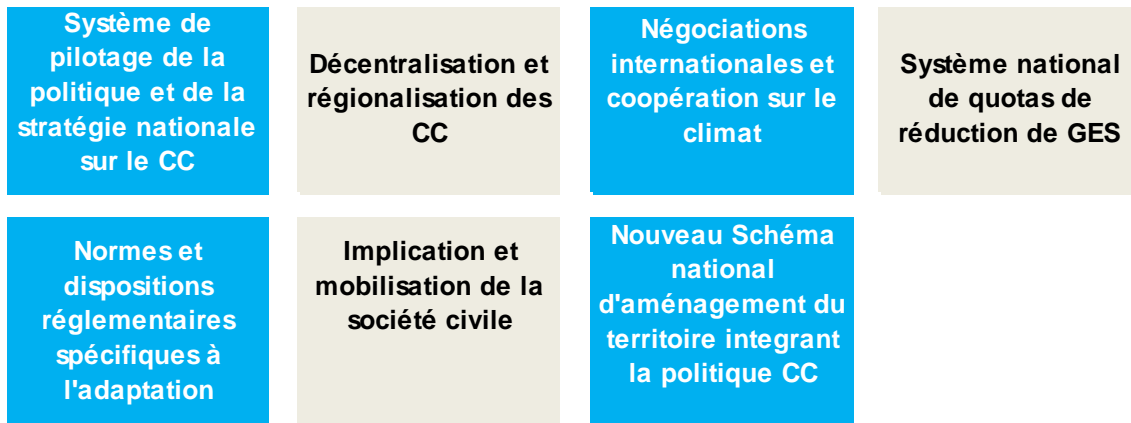 Système de
pilotage de la
politique et de la
stratégie nationale
sur le CC
Décentralisation et
régionalisation des
CC
Négociations
internationales et
coopération sur le
climat
Système national
de quotas de
réduction de GES
Normes et
dispositions
réglementaires
spécifiques à
l'adaptation
Implication et
mobilisation de la
société civile
Nouveau Schéma
national
d'aménagement du
territoire integrant
la politique CC